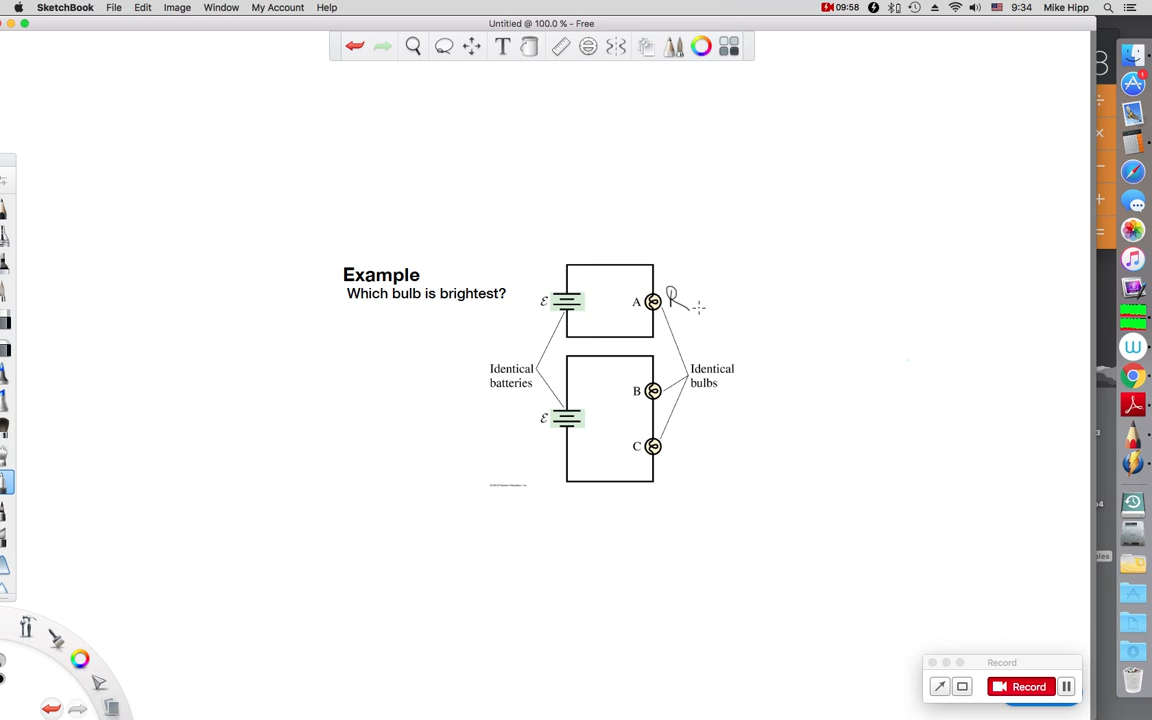 SketchBook File Edit Image Window My Account Help 09:58 9:34 Mike Hipp
Untitled @ 100.0 % - Free
T
Example
Which bulb is brightest?
ℰ A R
Identical
batteries
Identical
bulbs
B
ℰ C
Record
Record